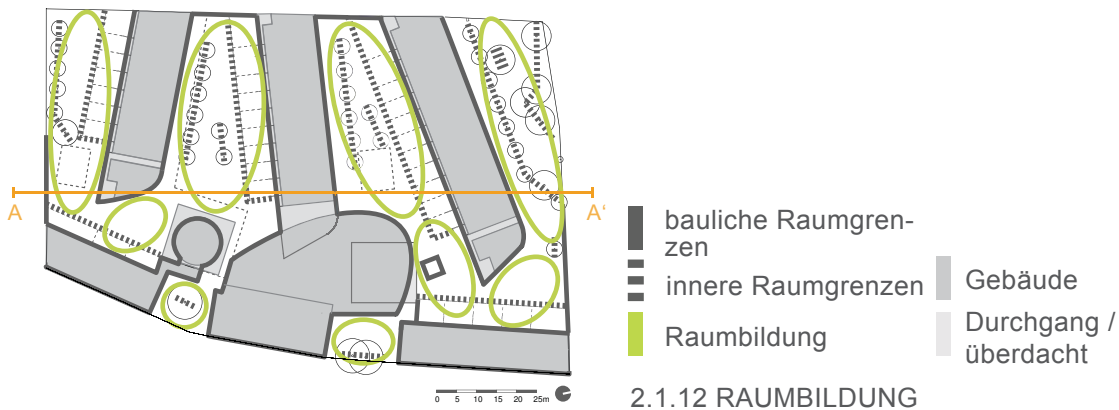 A A‘
bauliche Raumgren-
zen
innere Raumgrenzen
Raumbildung
Gebäude
Durchgang /
überdacht
0 5 10 15 20 25m
2.1.12 RAUMBILDUNG